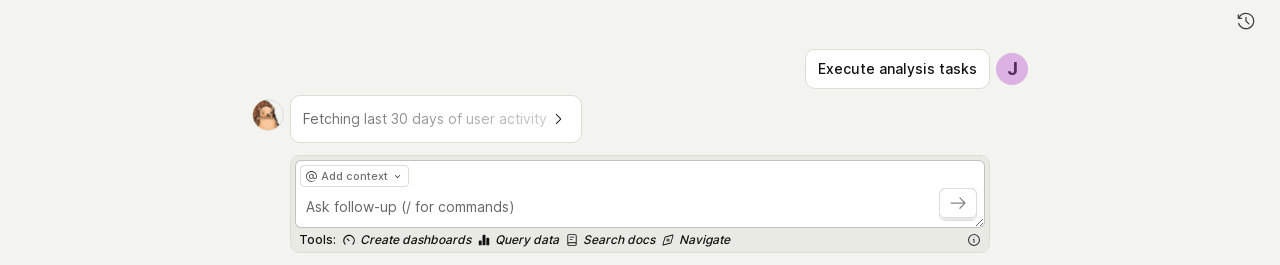 Execute analysis tasks
J
Fetching last 30 days of user activity
@ Add context
Ask follow-up (/ for commands)
Tools: Create dashboards Query data Search docs Navigate